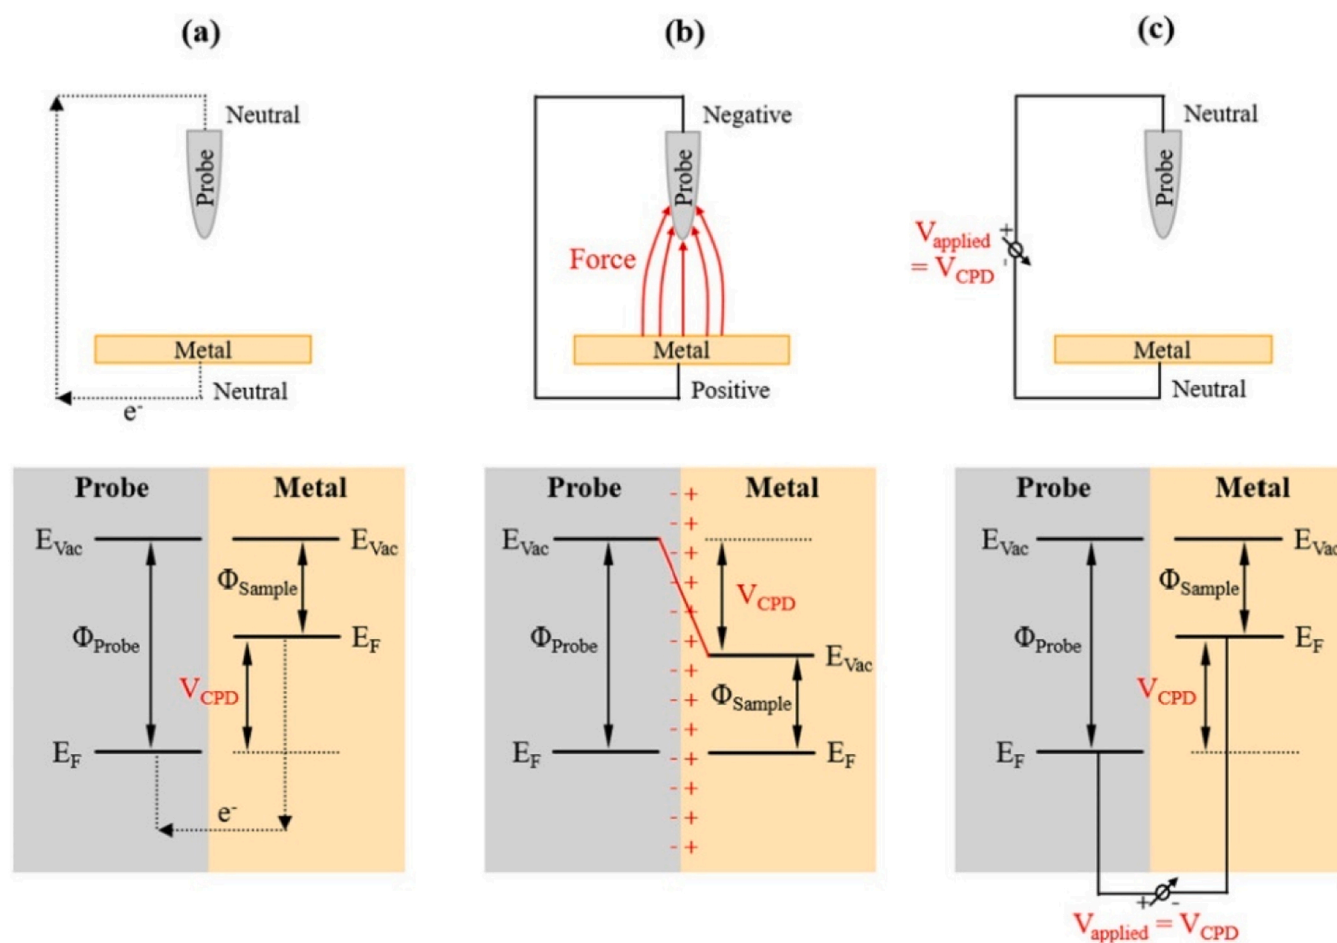 (a)
(b)
(c)
Neutral
Probe
Metal
Neutral
e⁻
Negative
Probe
Force
Metal
Positive
Neutral
Probe
V_applied
= V_CPD
+
-
Metal
Neutral
Probe Metal
E_Vac E_Vac
Φ_Sample
Φ_Probe
E_F
V_CPD
E_F
e⁻
Probe Metal
- +
- +
E_Vac
- +
- +
V_CPD
- +
- +
Φ_Probe
E_Vac
- +
- +
Φ_Sample
- +
E_F E_F
- +
- +
- +
- +
Probe Metal
E_Vac E_Vac
Φ_Sample
Φ_Probe
E_F
V_CPD
E_F
+ -
V_applied = V_CPD